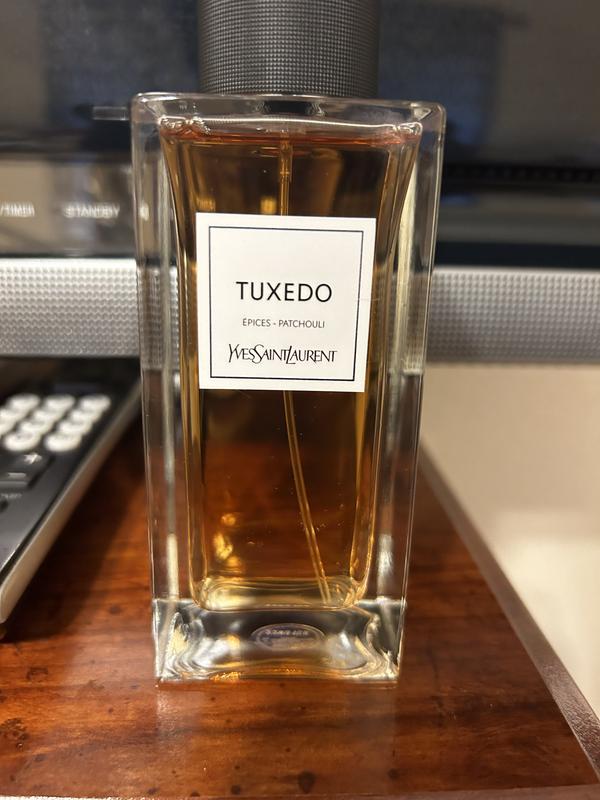 /TIMER STANDBY
TUXEDO
ÉPICES - PATCHOULI
YVESSAINTLAURENT